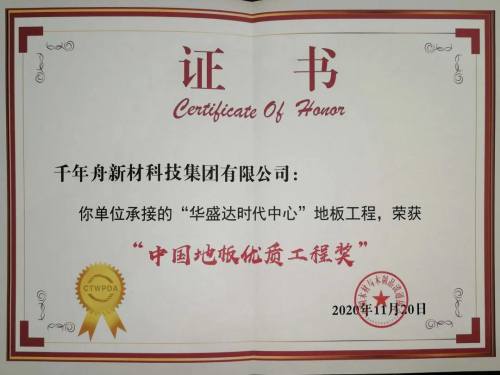 证 书
Certificate Of Honor
千年舟新材科技集团有限公司：
你单位承接的“华盛达时代中心”地板工程，荣获
“中国地板优质工程奖”
CTWPDA
2020年11月20日